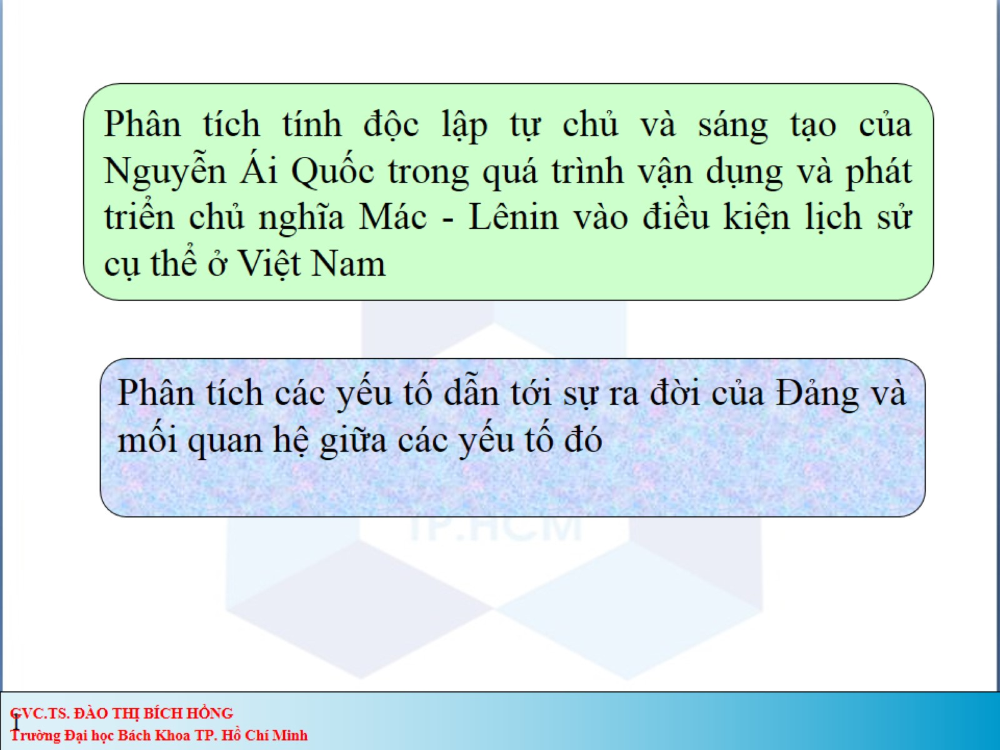 Phân tích tính độc lập tự chủ và sáng tạo của
Nguyễn Ái Quốc trong quá trình vận dụng và phát
triển chủ nghĩa Mác - Lênin vào điều kiện lịch sử
cụ thể ở Việt Nam
Phân tích các yếu tố dẫn tới sự ra đời của Đảng và
mối quan hệ giữa các yếu tố đó
TP.HCM
GVC.TS. ĐÀO THỊ BÍCH HỒNG
1
Trường Đại học Bách Khoa TP. Hồ Chí Minh